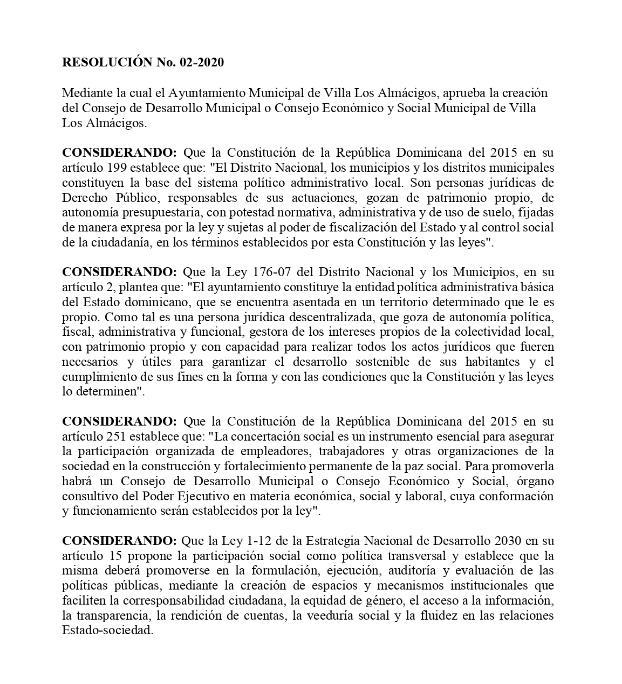 RESOLUCIÓN No. 02-2020
Mediante la cual el Ayuntamiento Municipal de Villa Los Almácigos, aprueba la creación
del Consejo de Desarrollo Municipal o Consejo Económico y Social Municipal de Villa
Los Almácigos.
CONSIDERANDO: Que la Constitución de la República Dominicana del 2015 en su
artículo 199 establece que: "El Distrito Nacional, los municipios y los distritos municipales
constituyen la base del sistema político administrativo local. Son personas jurídicas de
Derecho Público, responsables de sus actuaciones, gozan de patrimonio propio, de
autonomía presupuestaria, con potestad normativa, administrativa y de uso de suelo, fijadas
de manera expresa por la ley y sujetas al poder de fiscalización del Estado y al control social
de la ciudadanía, en los términos establecidos por esta Constitución y las leyes".
CONSIDERANDO: Que la Ley 176-07 del Distrito Nacional y los Municipios, en su
artículo 2, plantea que: "El ayuntamiento constituye la entidad política administrativa básica
del Estado dominicano, que se encuentra asentada en un territorio determinado que le es
propio. Como tal es una persona jurídica descentralizada, que goza de autonomía política,
fiscal, administrativa y funcional, gestora de los intereses propios de la colectividad local,
con patrimonio propio y con capacidad para realizar todos los actos jurídicos que fueren
necesarios y útiles para garantizar el desarrollo sostenible de sus habitantes y el
cumplimiento de sus fines en la forma y con las condiciones que la Constitución y las leyes
lo determinen".
CONSIDERANDO: Que la Constitución de la República Dominicana del 2015 en su
artículo 251 establece que: "La concertación social es un instrumento esencial para asegurar
la participación organizada de empleadores, trabajadores y otras organizaciones de la
sociedad en la construcción y fortalecimiento permanente de la paz social. Para promoverla
habrá un Consejo de Desarrollo Municipal o Consejo Económico y Social, órgano
consultivo del Poder Ejecutivo en materia económica, social y laboral, cuya conformación
y funcionamiento serán establecidos por la ley".
CONSIDERANDO: Que la Ley 1-12 de la Estrategia Nacional de Desarrollo 2030 en su
artículo 15 propone la participación social como política transversal y establece que la
misma deberá promoverse en la formulación, ejecución, auditoría y evaluación de las
políticas públicas, mediante la creación de espacios y mecanismos institucionales que
faciliten la corresponsabilidad ciudadana, la equidad de género, el acceso a la información,
la transparencia, la rendición de cuentas, la veeduría social y la fluidez en las relaciones
Estado-sociedad.